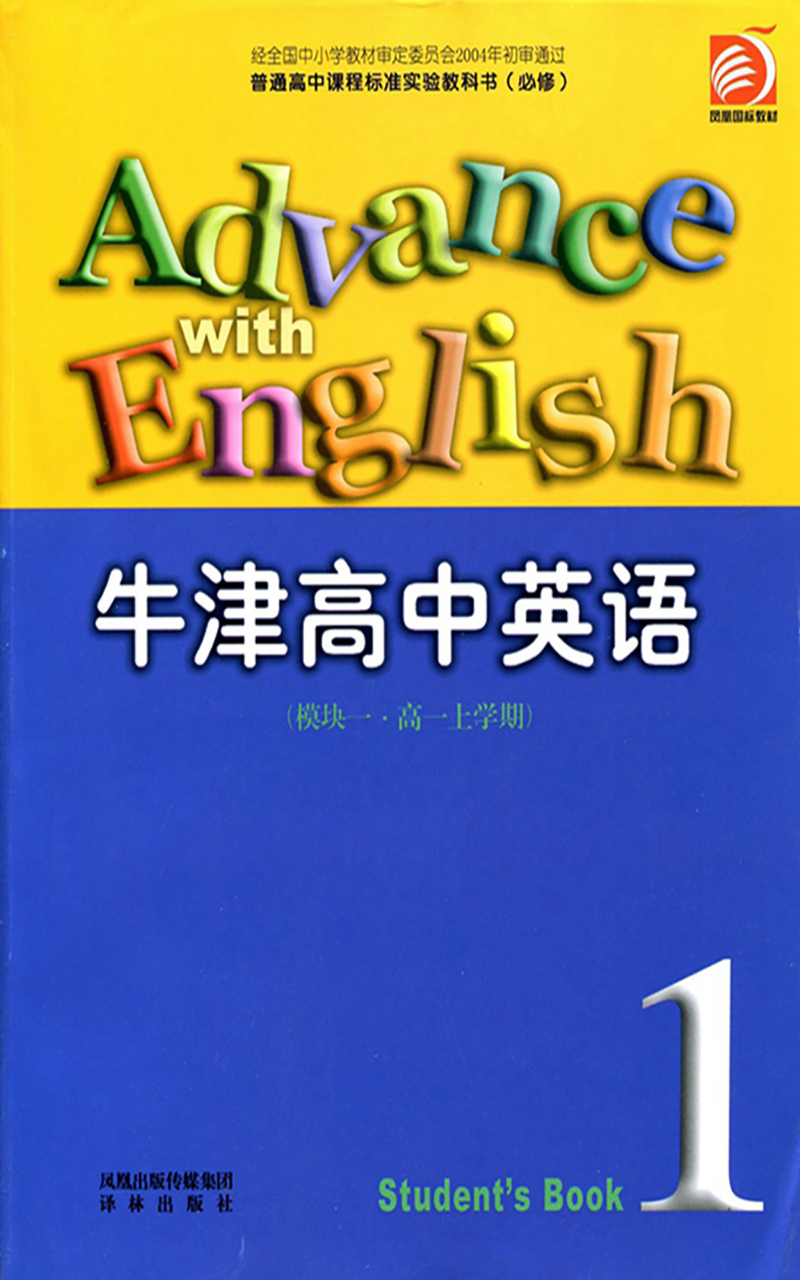 经全国中小学教材审定委员会2004年初审通过
普通高中课程标准实验教科书(必修)
凤凰国标教材
Advance
with
English
牛津高中英语
(模块一·高一上学期)
1
凤凰出版传媒集团
译林出版社
Student's Book